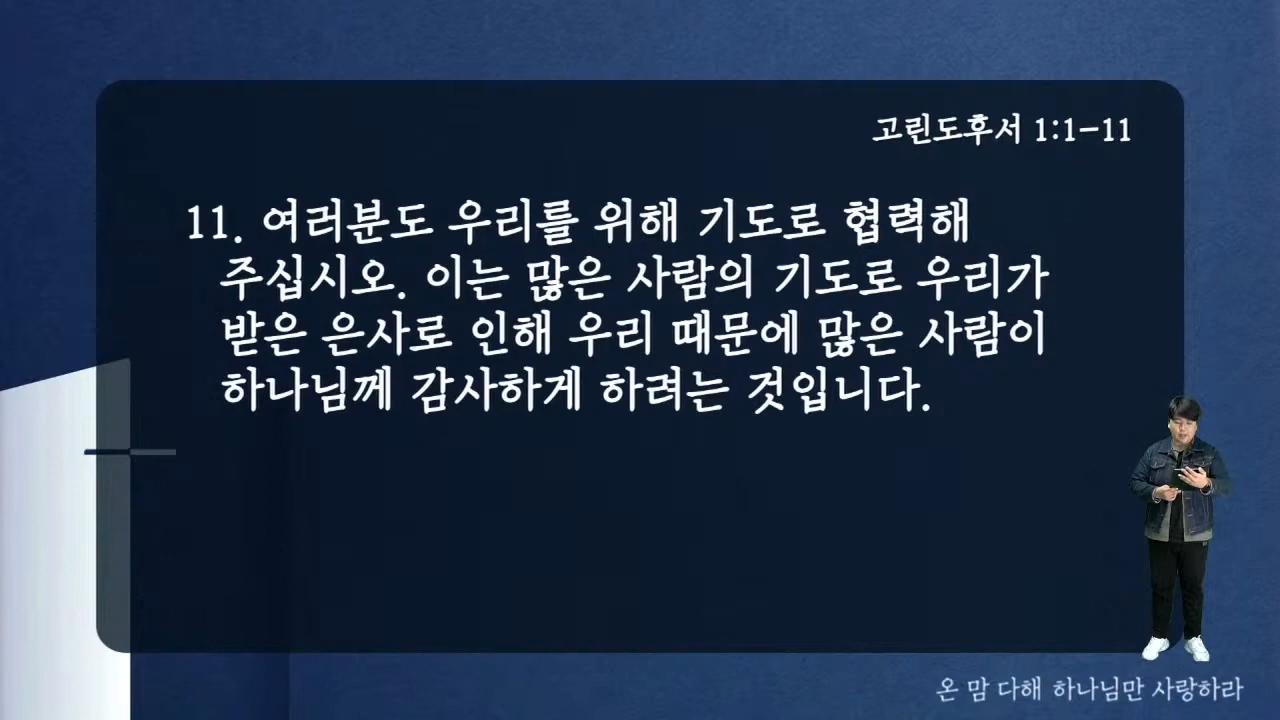 고린도후서 1:1-11
11. 여러분도 우리를 위해 기도로 협력해
주십시오. 이는 많은 사람의 기도로 우리가
받은 은사로 인해 우리 때문에 많은 사람이
하나님께 감사하게 하려는 것입니다.
온 맘 다해 하나님만 사랑하라